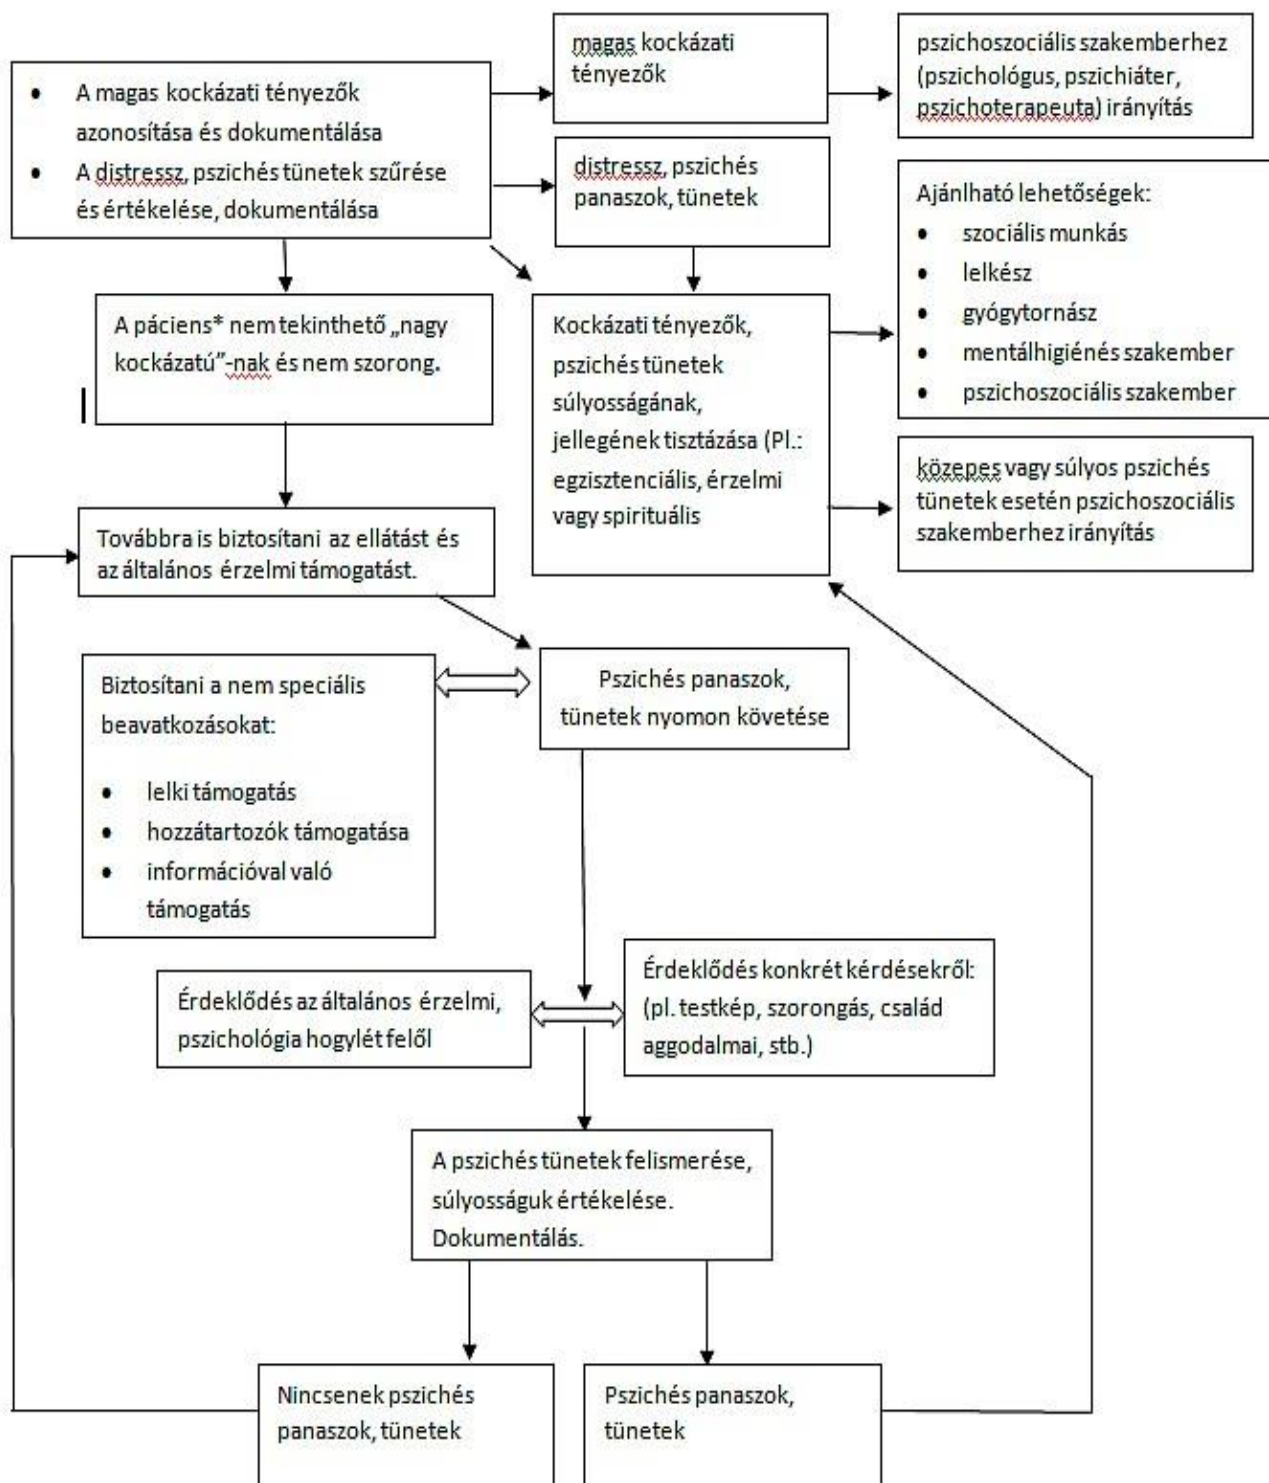 magas kockázati
tényezők
pszichoszociális szakemberhez
(pszichológus, pszichiáter,
pszichoterapeuta) irányítás
• A magas kockázati tényezők
azonosítása és dokumentálása
• A distressz, pszichés tünetek szűrése
és értékelése, dokumentálása
distressz, pszichés
panaszok, tünetek
Ajánlható lehetőségek:
• szociális munkás
• lelkész
• gyógytornász
• mentálhigiénés szakember
• pszichoszociális szakember
A páciens* nem tekinthető „nagy
kockázatú”-nak és nem szorong.
Kockázati tényezők,
pszichés tünetek
súlyosságának,
jellegének tisztázása (Pl.:
egzisztenciális, érzelmi
vagy spirituális
közepes vagy súlyos pszichés
tünetek esetén pszichoszociális
szakemberhez irányítás
Továbbra is biztosítani az ellátást és
az általános érzelmi támogatást.
Biztosítani a nem speciális
beavatkozásokat:
• lelki támogatás
• hozzátartozók támogatása
• információval való
támogatás
Pszichés panaszok,
tünetek nyomon követése
Érdeklődés az általános érzelmi,
pszichológia hogylét felől
Érdeklődés konkrét kérdésekről:
(pl. testkép, szorongás, család
aggodalmai, stb.)
A pszichés tünetek felismerése,
súlyosságuk értékelése.
Dokumentálás.
Nincsenek pszichés
panaszok, tünetek
Pszichés panaszok,
tünetek